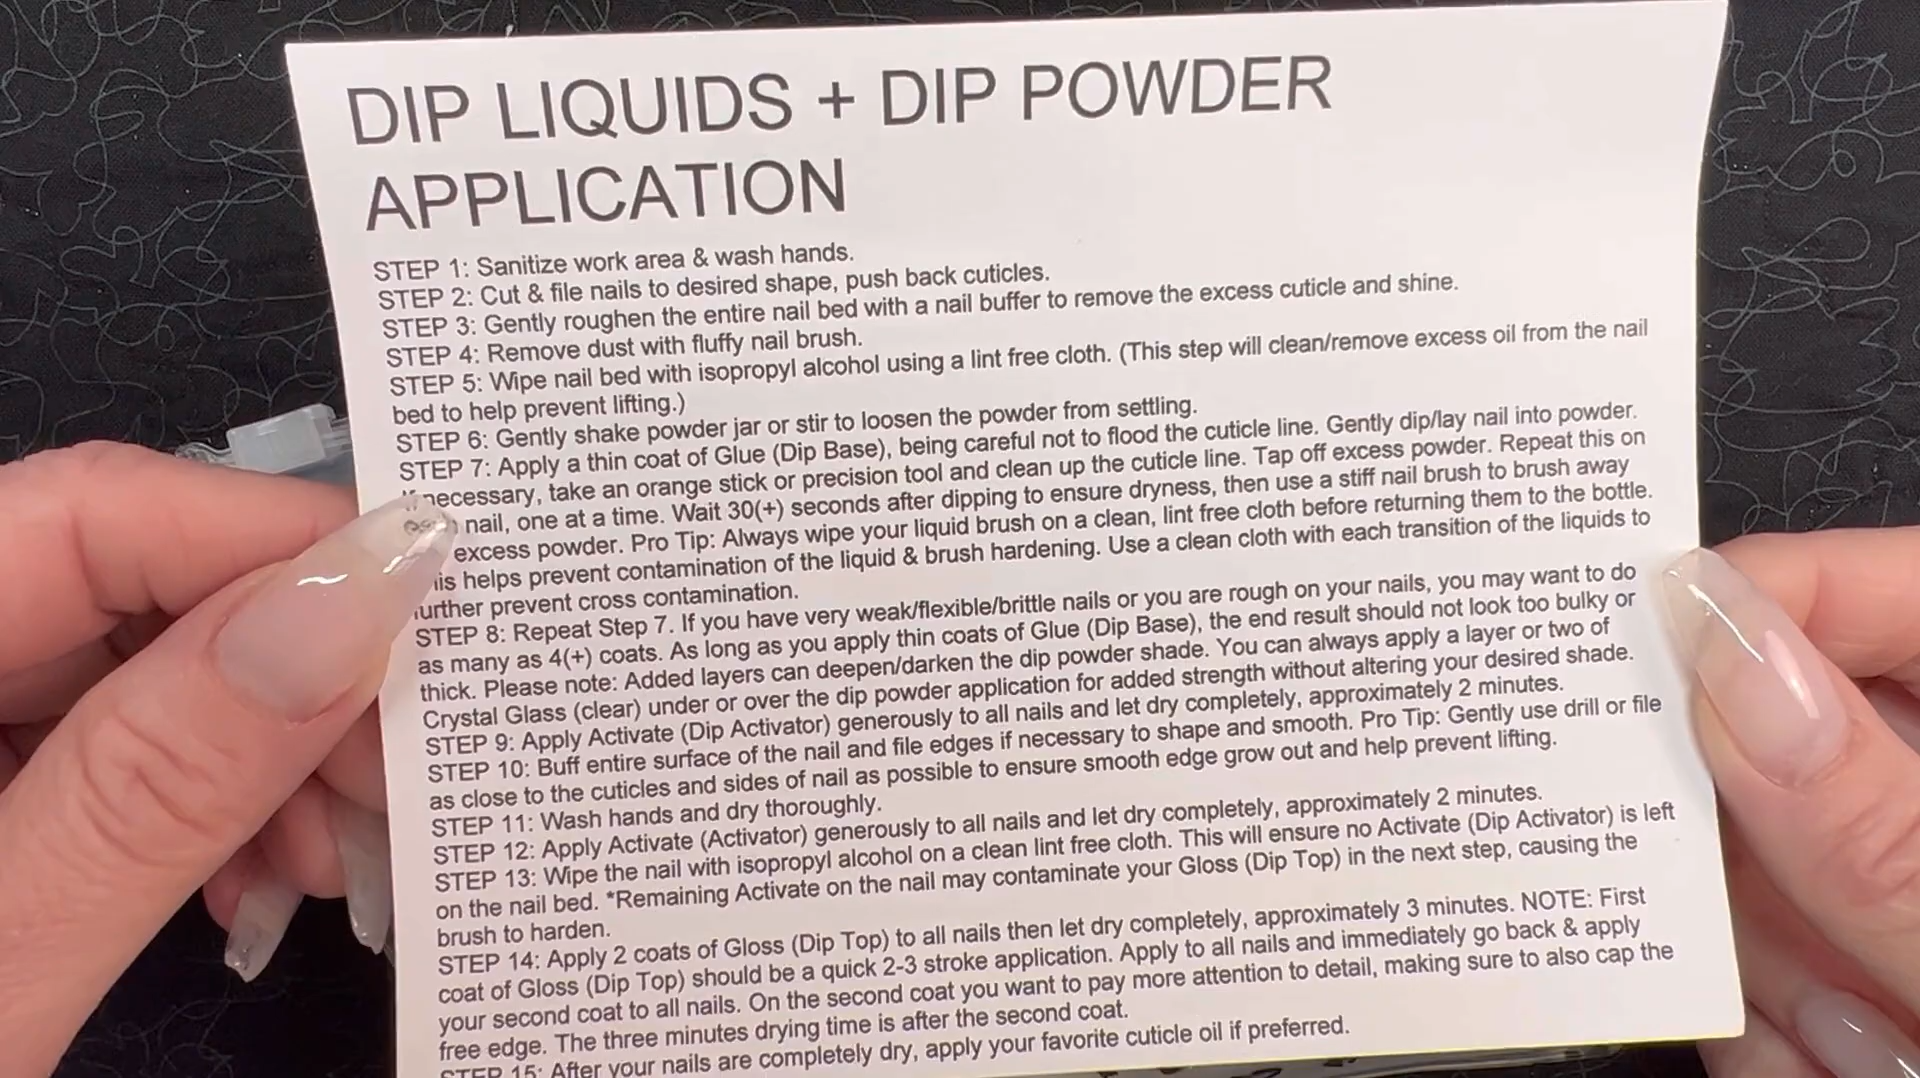 DIP LIQUIDS + DIP POWDER
APPLICATION
STEP 1: Sanitize work area & wash hands.
STEP 2: Cut & file nails to desired shape, push back cuticles.
STEP 3: Gently roughen the entire nail bed with a nail buffer to remove the excess cuticle and shine.
STEP 4: Remove dust with fluffy nail brush.
STEP 5: Wipe nail bed with isopropyl alcohol using a lint free cloth. (This step will clean/remove excess oil from the nail
bed to help prevent lifting.)
STEP 6: Gently shake powder jar or stir to loosen the powder from settling.
STEP 7: Apply a thin coat of Glue (Dip Base), being careful not to flood the cuticle line. Gently dip/lay nail into powder.
If necessary, take an orange stick or precision tool and clean up the cuticle line. Tap off excess powder. Repeat this on
nail, one at a time. Wait 30(+) seconds after dipping to ensure dryness, then use a stiff nail brush to brush away
excess powder. Pro Tip: Always wipe your liquid brush on a clean, lint free cloth before returning them to the bottle.
helps prevent contamination of the liquid & brush hardening. Use a clean cloth with each transition of the liquids to
further prevent cross contamination.
STEP 8: Repeat Step 7. If you have very weak/flexible/brittle nails or you are rough on your nails, you may want to do
as many as 4(+) coats. As long as you apply thin coats of Glue (Dip Base), the end result should not look too bulky or
thick. Please note: Added layers can deepen/darken the dip powder shade. You can always apply a layer or two of
Crystal Glass (clear) under or over the dip powder application for added strength without altering your desired shade.
STEP 9: Apply Activate (Dip Activator) generously to all nails and let dry completely, approximately 2 minutes.
STEP 10: Buff entire surface of the nail and file edges if necessary to shape and smooth. Pro Tip: Gently use drill or file
as close to the cuticles and sides of nail as possible to ensure smooth edge grow out and help prevent lifting.
STEP 11: Wash hands and dry thoroughly.
STEP 12: Apply Activate (Activator) generously to all nails and let dry completely, approximately 2 minutes.
STEP 13: Wipe the nail with isopropyl alcohol on a clean lint free cloth. This will ensure no Activate (Dip Activator) is left
on the nail bed. *Remaining Activate on the nail may contaminate your Gloss (Dip Top) in the next step, causing the
brush to harden.
STEP 14: Apply 2 coats of Gloss (Dip Top) to all nails then let dry completely, approximately 3 minutes. NOTE: First
coat of Gloss (Dip Top) should be a quick 2-3 stroke application. Apply to all nails and immediately go back & apply
your second coat to all nails. On the second coat you want to pay more attention to detail, making sure to also cap the
free edge. The three minutes drying time is after the second coat.
STEP 15: After your nails are completely dry, apply your favorite cuticle oil if preferred.